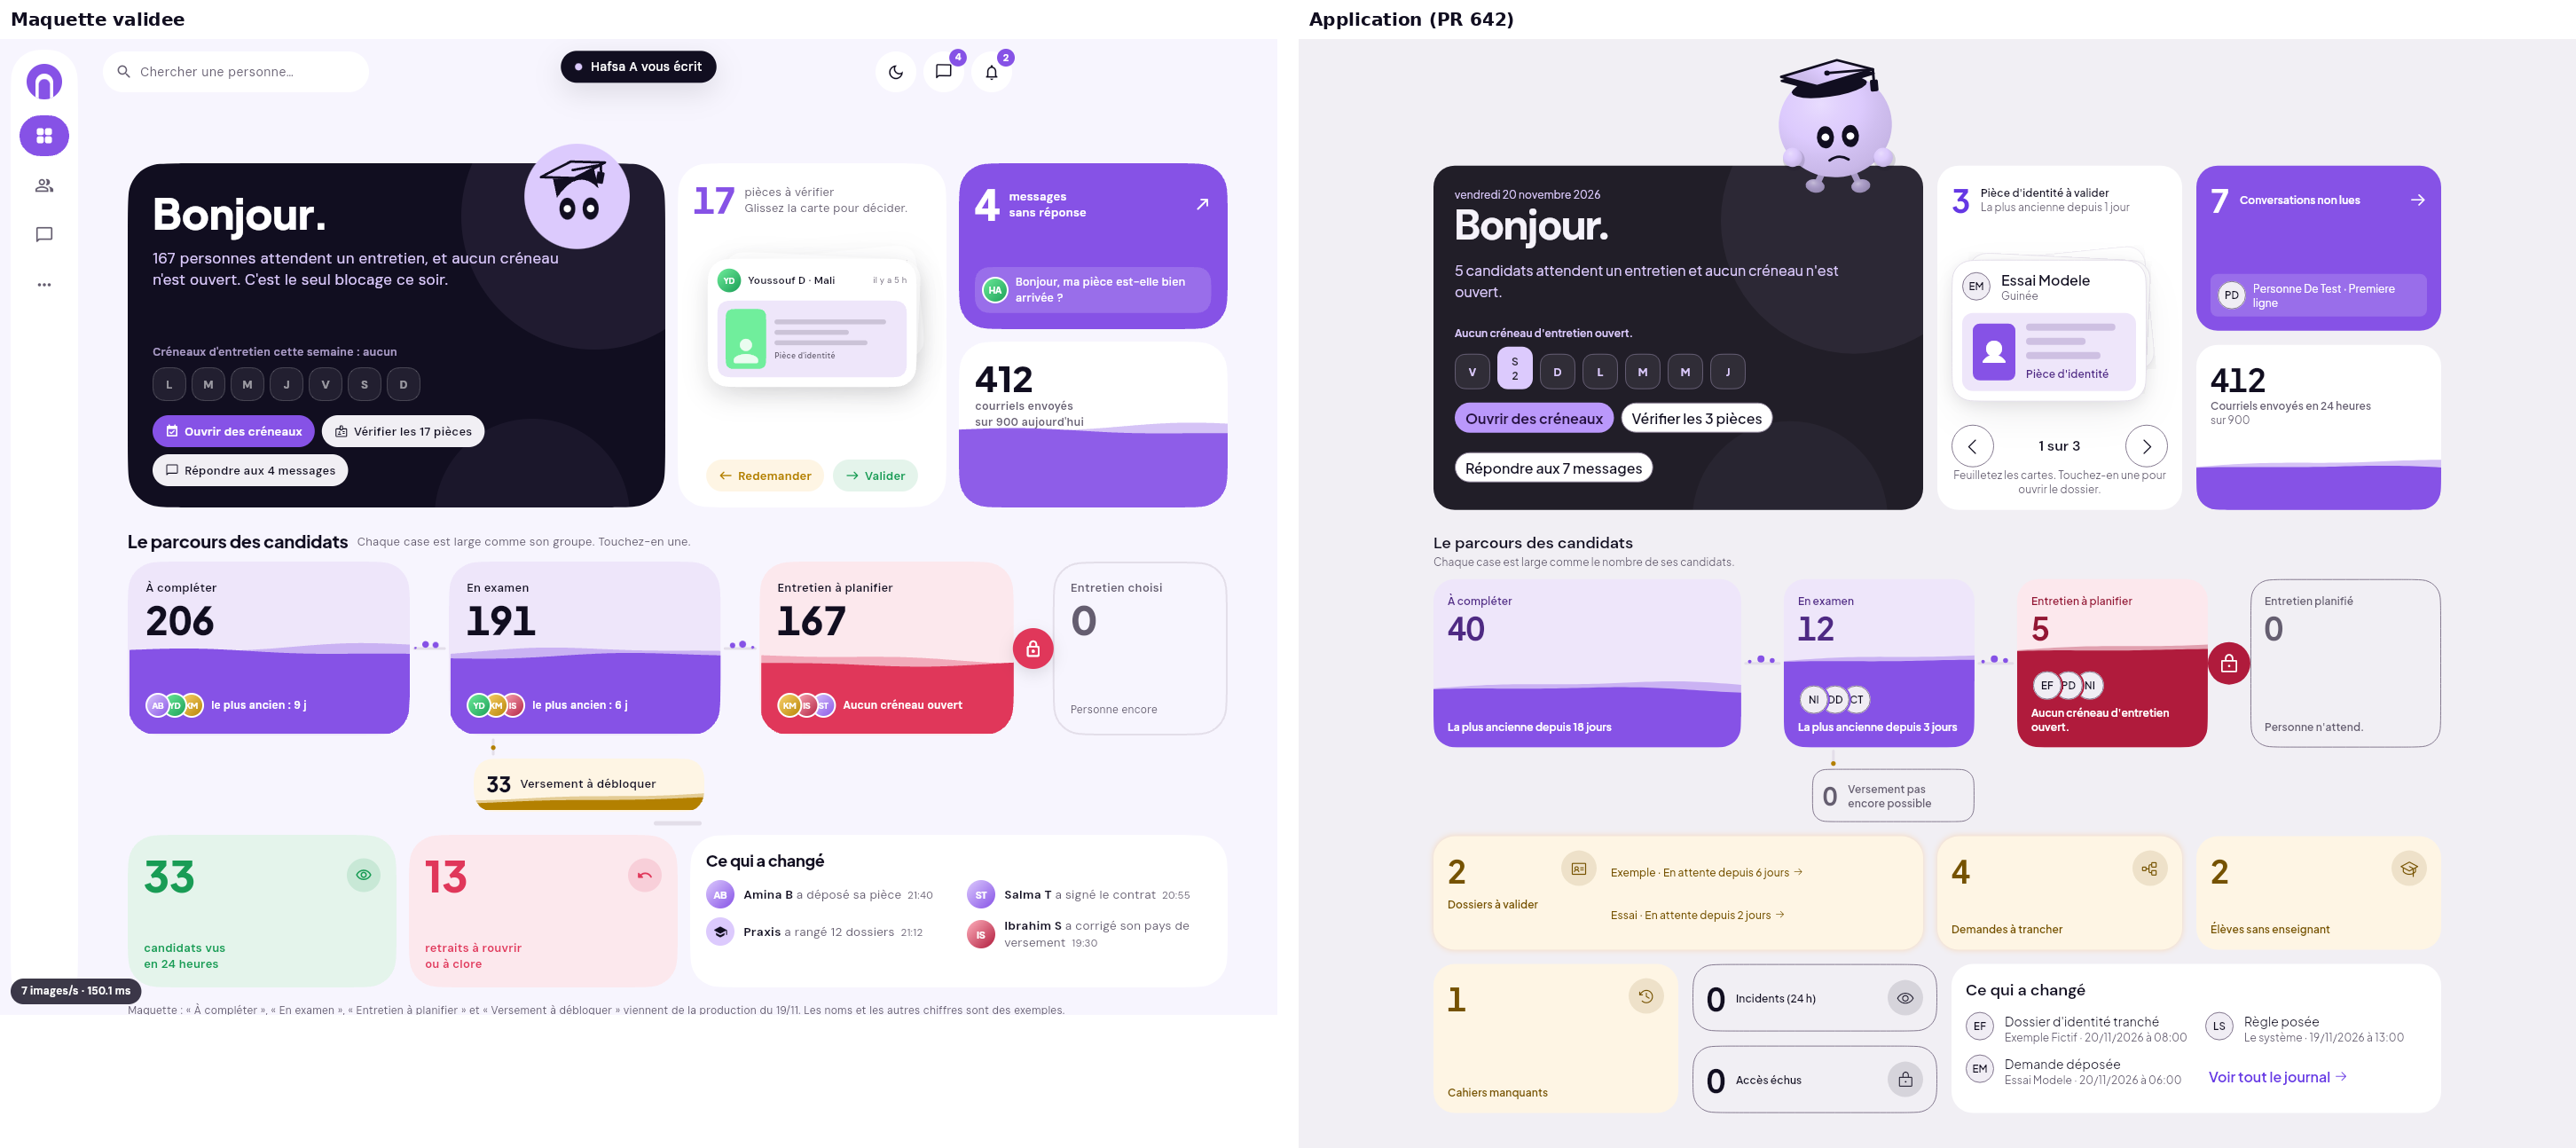 Maquette validee
Chercher une personne...
Hafsa A vous écrit
4
2
Bonjour.
167 personnes attendent un entretien, et aucun créneau
n'est ouvert. C'est le seul blocage ce soir.
Créneaux d'entretien cette semaine : aucun
L M M J V S D
Ouvrir des créneaux
Vérifier les 17 pièces
Répondre aux 4 messages
17
pièces à vérifier
Glissez la carte pour décider.
YD
Youssouf D · Mali
il y a 5 h
Pièce d'identité
Redemander
Valider
4
messages
sans réponse
HA
Bonjour, ma pièce est-elle bien
arrivée ?
412
courriels envoyés
sur 900 aujourd'hui
Le parcours des candidats
Chaque case est large comme son groupe. Touchez-en une.
À compléter
206
AB YD KM
le plus ancien : 9 j
En examen
191
YD KM IS
le plus ancien : 6 j
Entretien à planifier
167
KM IS ST
Aucun créneau ouvert
Entretien choisi
0
Personne encore
33 Versement à débloquer
33
candidats vus
en 24 heures
13
retraits à rouvrir
ou à clore
Ce qui a changé
AB
Amina B a déposé sa pièce 21:40
Praxis a rangé 12 dossiers 21:12
ST
Salma T a signé le contrat 20:55
IS
Ibrahim S a corrigé son pays de
versement 19:30
7 images/s · 150.1 ms
Maquette : « À compléter », « En examen », « Entretien à planifier » et « Versement à débloquer » viennent de la production du 19/11. Les noms et les autres chiffres sont des exemples.
Application (PR 642)
vendredi 20 novembre 2026
Bonjour.
5 candidats attendent un entretien et aucun créneau n'est
ouvert.
Aucun créneau d'entretien ouvert.
V S 2 D L M M J
Ouvrir des créneaux
Vérifier les 3 pièces
Répondre aux 7 messages
3
Pièce d'identité à valider
La plus ancienne depuis 1 jour
EM
Essai Modele
Guinée
Pièce d'identité
1 sur 3
Feuilletez les cartes. Touchez-en une pour
ouvrir le dossier.
7
Conversations non lues
PD
Personne De Test · Premiere
ligne
412
Courriels envoyés en 24 heures
sur 900
Le parcours des candidats
Chaque case est large comme le nombre de ses candidats.
À compléter
40
La plus ancienne depuis 18 jours
En examen
12
NI DD CT
La plus ancienne depuis 3 jours
Entretien à planifier
5
EF PD NI
Aucun créneau d'entretien
ouvert.
Entretien planifié
0
Personne n'attend.
0
Versement pas
encore possible
2
Dossiers à valider
Exemple · En attente depuis 6 jours
Essai · En attente depuis 2 jours
4
Demandes à trancher
2
Élèves sans enseignant
1
Cahiers manquants
0 Incidents (24 h)
0 Accès échus
Ce qui a changé
EF
Dossier d'identité tranché
Exemple Fictif · 20/11/2026 à 08:00
EM
Demande déposée
Essai Modele · 20/11/2026 à 06:00
LS
Règle posée
Le système · 19/11/2026 à 13:00
Voir tout le journal